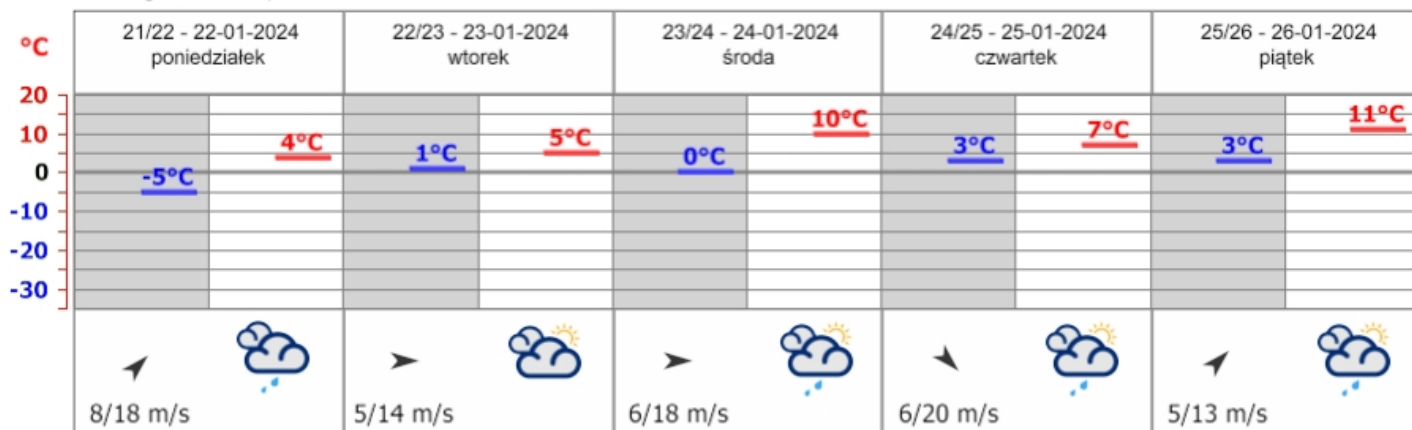 °C
21/22 - 22-01-2024
poniedziałek
22/23 - 23-01-2024
wtorek
23/24 - 24-01-2024
środa
24/25 - 25-01-2024
czwartek
25/26 - 26-01-2024
piątek
20
10
0
-10
-20
-30
-5°C
4°C
1°C
5°C
0°C
10°C
3°C
7°C
3°C
11°C
8/18 m/s
5/14 m/s
6/18 m/s
6/20 m/s
5/13 m/s